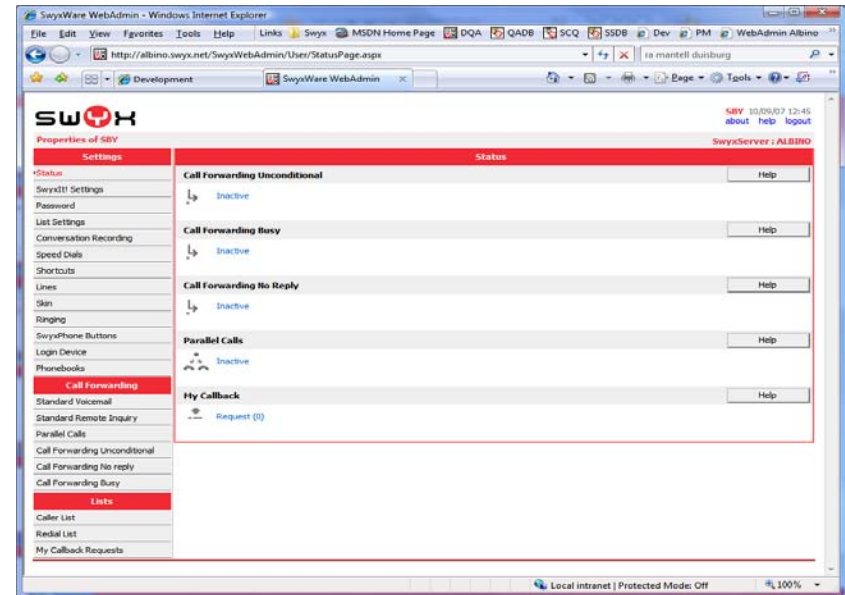 SwyxWare WebAdmin - Windows Internet Explorer
File Edit View Favorites Tools Help Links Swyx MSDN Home Page DQA QADB SCQ SSDB Dev PM WebAdmin Albino
http://albino.swyx.net/SwyxWebAdmin/User/StatusPage.aspx ra mantell duisburg
Development SwyxWare WebAdmin Page Tools
swyx
SBY 10/09/07 12:45
about help logout
Properties of SBY SwyxServer : ALBINO
Settings
Status
SwyxIt! Settings
Password
List Settings
Conversation Recording
Speed Dials
Shortcuts
Lines
Skin
Ringing
SwyxPhone Buttons
Login Device
Phonebooks
Call Forwarding
Standard Voicemail
Standard Remote Inquiry
Parallel Calls
Call Forwarding Unconditional
Call Forwarding No reply
Call Forwarding Busy
Lists
Caller List
Redial List
My Callback Requests
Status
Call Forwarding Unconditional Help
Inactive
Call Forwarding Busy Help
Inactive
Call Forwarding No Reply Help
Inactive
Parallel Calls Help
Inactive
My Callback Help
Request (0)
Local intranet | Protected Mode: Off 100%